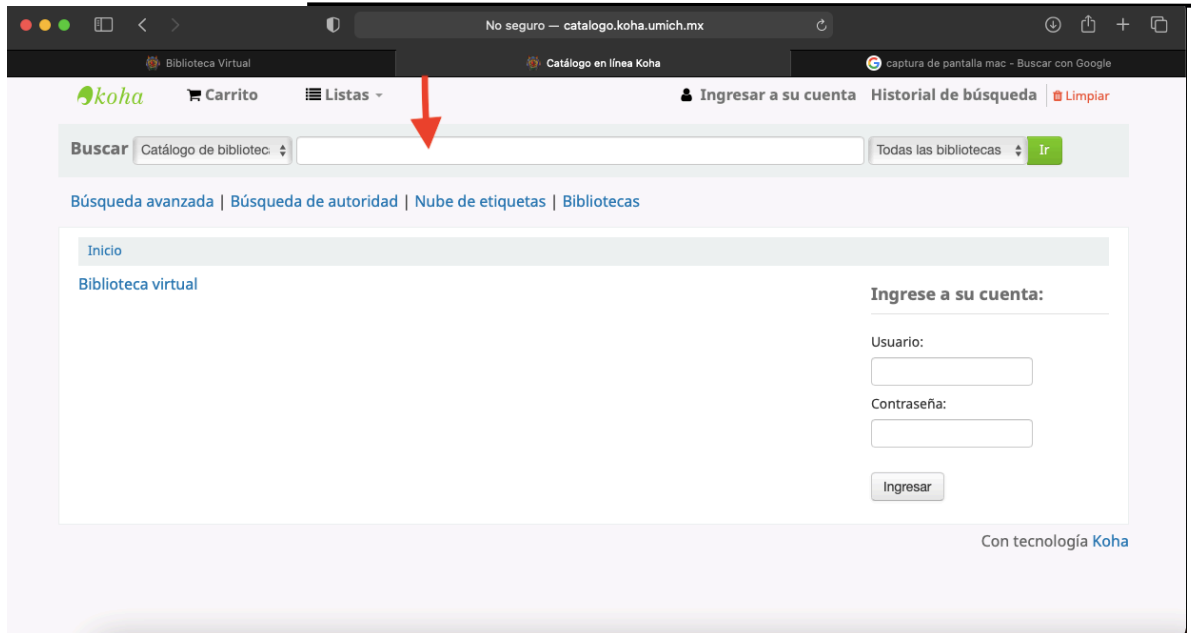 No seguro — catalogo.koha.umich.mx
Biblioteca Virtual
Catálogo en línea Koha
captura de pantalla mac - Buscar con Google
koha Carrito Listas Ingresar a su cuenta Historial de búsqueda Limpiar
Buscar Catálogo de bibliotec Todas las bibliotecas Ir
Búsqueda avanzada | Búsqueda de autoridad | Nube de etiquetas | Bibliotecas
Inicio
Biblioteca virtual
Ingrese a su cuenta:
Usuario:
Contraseña:
Ingresar
Con tecnología Koha